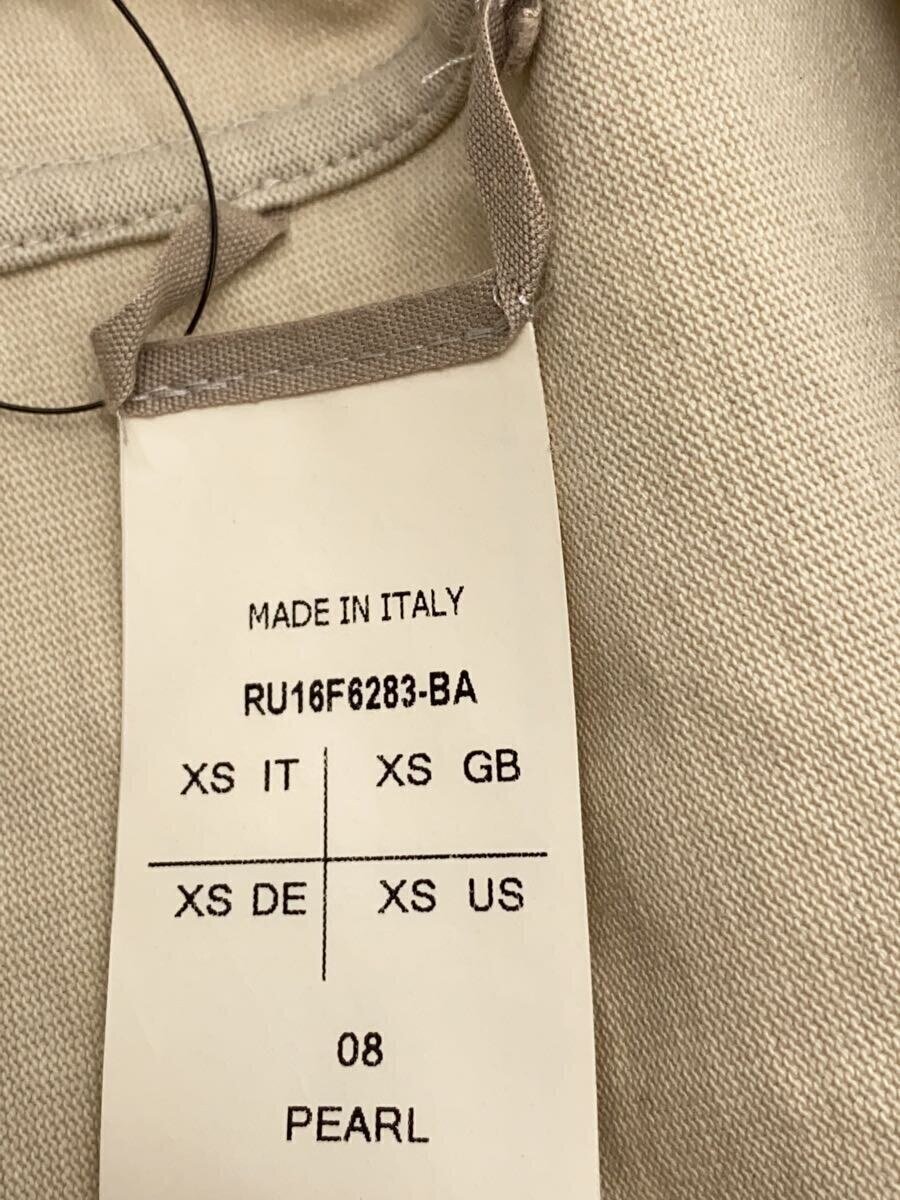 MADE IN ITALY
RU16F6283-BA
XS IT XS GB
XS DE XS US
08
PEARL